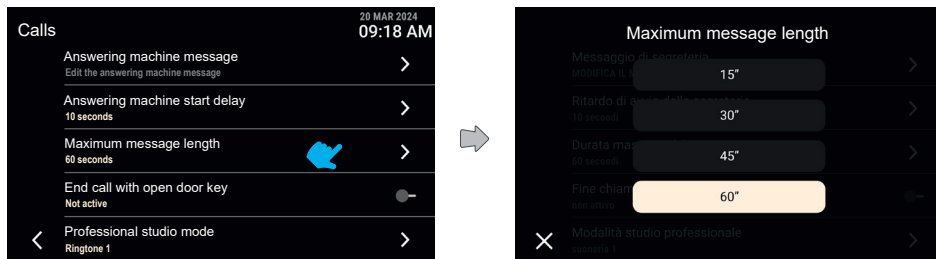 Calls
20 MAR 2024
09:18 AM
Answering machine message
Edit the answering machine message
Answering machine start delay
10 seconds
Maximum message length
60 seconds
End call with open door key
Not active
Professional studio mode
Ringtone 1
Maximum message length
Messaggio di segreteria
MODIFICA IL
15"
Ritardo di
10 secondi
30"
Durata
60 secondi
45"
Fine
non attivo
60"
Modalità studio professionale
suoneria 1